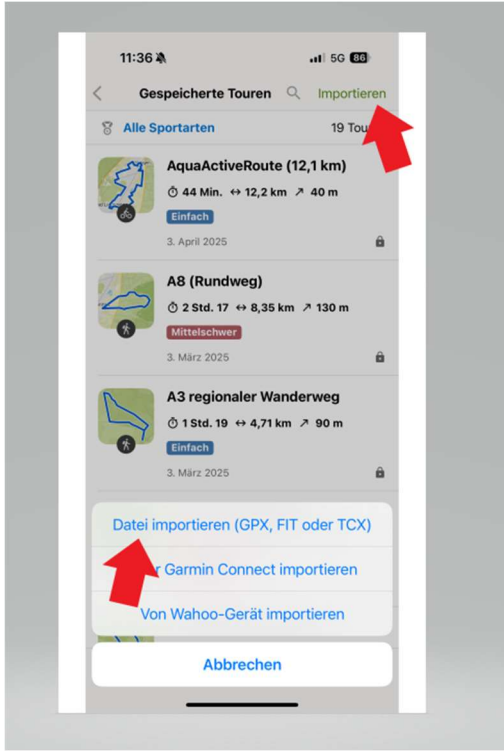 11:36
5G 86
Gespeicherte Touren
Importieren
Alle Sportarten
19 Tou
AquaActiveRoute (12,1 km)
44 Min. ↔ 12,2 km ↗ 40 m
Einfach
3. April 2025
A8 (Rundweg)
2 Std. 17 ↔ 8,35 km ↗ 130 m
Mittelschwer
3. März 2025
A3 regionaler Wanderweg
1 Std. 19 ↔ 4,71 km ↗ 90 m
Einfach
3. März 2025
Datei importieren (GPX, FIT oder TCX)
r Garmin Connect importieren
Von Wahoo-Gerät importieren
Abbrechen